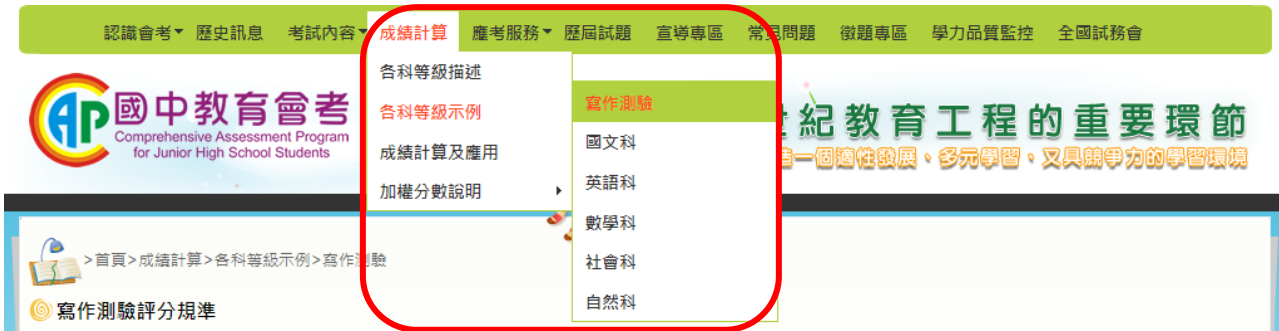 認識會考 歷史訊息 考試內容 成績計算 應考服務 歷屆試題 宣導專區 常見問題 徵題專區 學力品質監控 全國試務會
各科等級描述
各科等級示例
成績計算及應用
加權分數說明
寫作測驗
國文科
英語科
數學科
社會科
自然科
CAP國中教育會考
Comprehensive Assessment Program
for Junior High School Students
紀教育工程的重要環節
一個適性發展、多元學習、又具競爭力的學習環境
>首頁>成績計算>各科等級示例>寫作測驗
寫作測驗評分規準